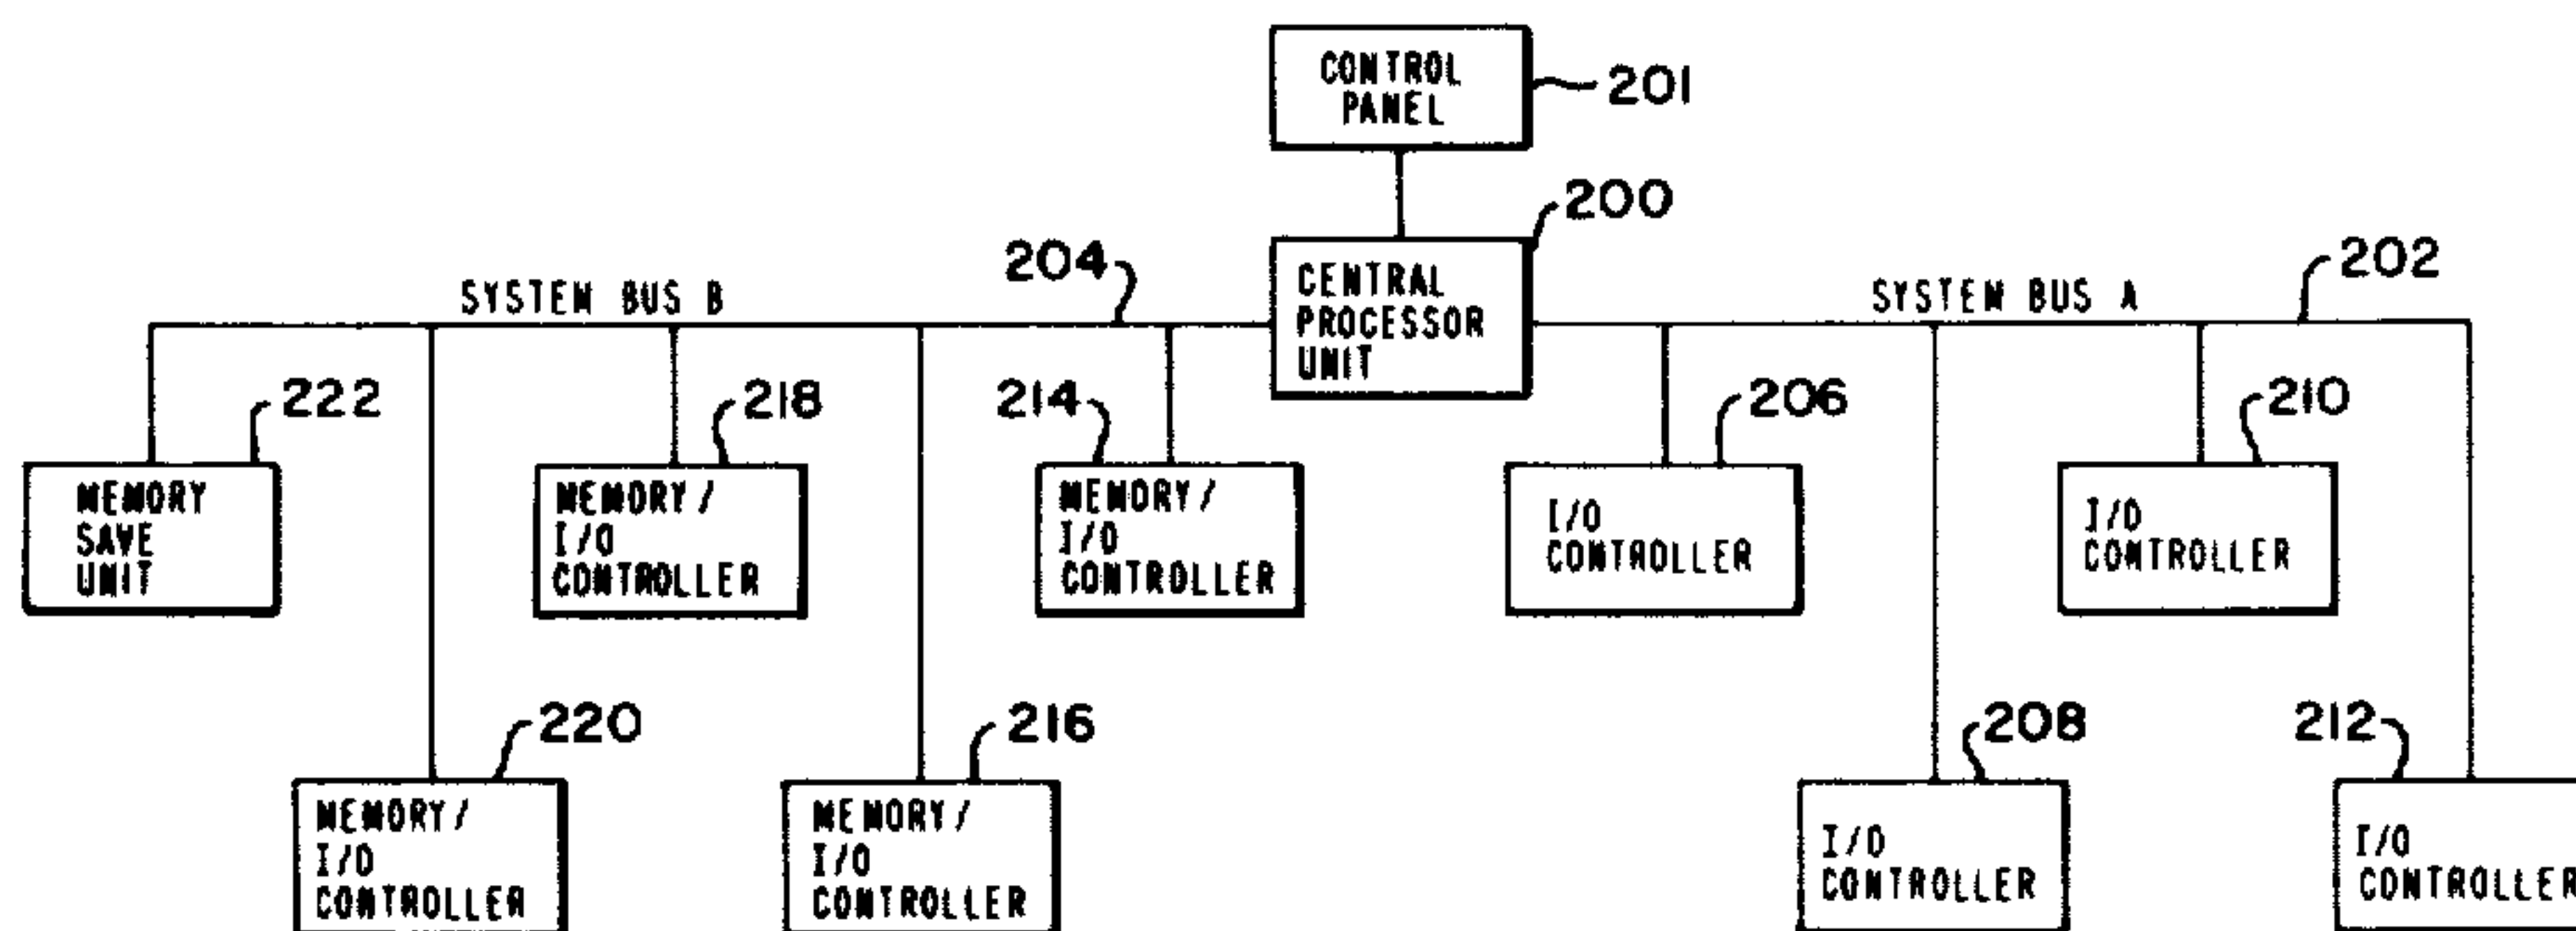 CONTROL
PANEL
201
200
CENTRAL
PROCESSOR
UNIT
204
SYSTEM BUS B
SYSTEM BUS A
202
222
MEMORY
SAVE
UNIT
218
MEMORY/
I/O
CONTROLLER
214
MEMORY/
I/O
CONTROLLER
206
I/O
CONTROLLER
210
I/O
CONTROLLER
220
MEMORY/
I/O
CONTROLLER
216
MEMORY/
I/O
CONTROLLER
208
I/O
CONTROLLER
212
I/O
CONTROLLER